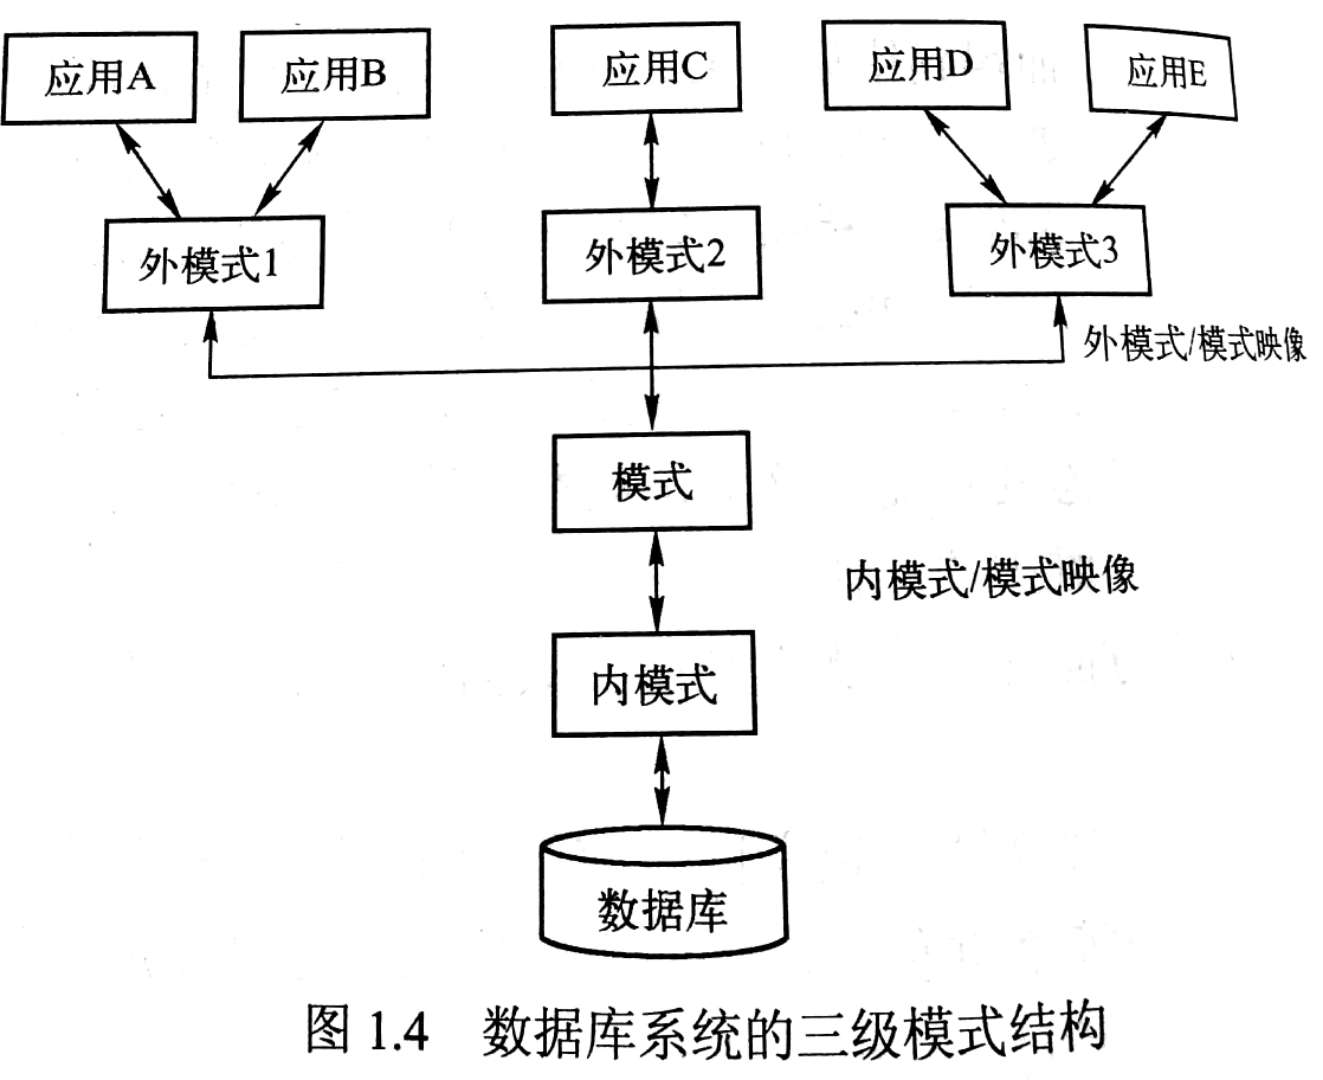 应用A 应用B 应用C 应用D 应用E
外模式1 外模式2 外模式3
外模式/模式映像
模式
内模式/模式映像
内模式
数据库
图 1.4 数据库系统的三级模式结构